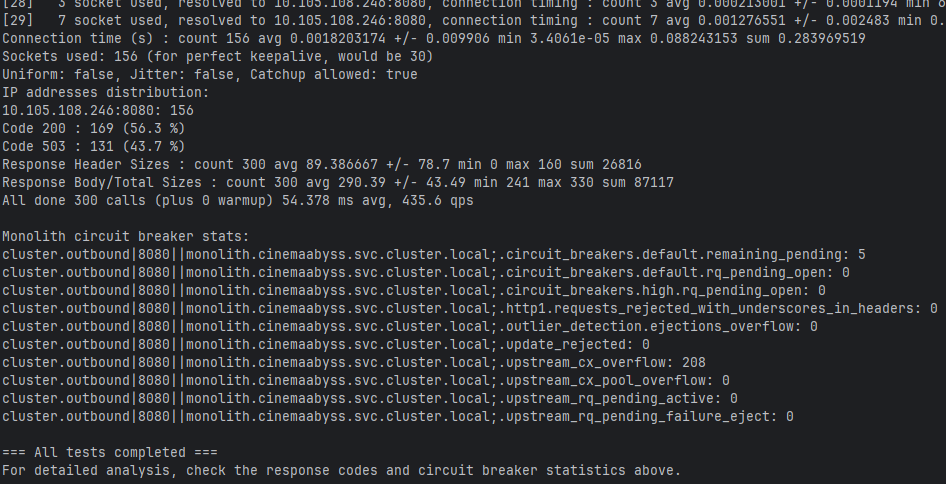 [28]   3 socket used, resolved to 10.105.108.246:8080, connection timing : count 3 avg 0.000213001 +/- 0.0001194 min 6
[29]   7 socket used, resolved to 10.105.108.246:8080, connection timing : count 7 avg 0.001276551 +/- 0.002483 min 0.
Connection time (s) : count 156 avg 0.0018203174 +/- 0.009906 min 3.4061e-05 max 0.088243153 sum 0.283969519
Sockets used: 156 (for perfect keepalive, would be 30)
Uniform: false, Jitter: false, Catchup allowed: true
IP addresses distribution:
10.105.108.246:8080: 156
Code 200 : 169 (56.3 %)
Code 503 : 131 (43.7 %)
Response Header Sizes : count 300 avg 89.386667 +/- 78.7 min 0 max 160 sum 26816
Response Body/Total Sizes : count 300 avg 290.39 +/- 43.49 min 241 max 330 sum 87117
All done 300 calls (plus 0 warmup) 54.378 ms avg, 435.6 qps
Monolith circuit breaker stats:
cluster.outbound|8080||monolith.cinemaabyss.svc.cluster.local;.circuit_breakers.default.remaining_pending: 5
cluster.outbound|8080||monolith.cinemaabyss.svc.cluster.local;.circuit_breakers.default.rq_pending_open: 0
cluster.outbound|8080||monolith.cinemaabyss.svc.cluster.local;.circuit_breakers.high.rq_pending_open: 0
cluster.outbound|8080||monolith.cinemaabyss.svc.cluster.local;.http1.requests_rejected_with_underscores_in_headers: 0
cluster.outbound|8080||monolith.cinemaabyss.svc.cluster.local;.outlier_detection.ejections_overflow: 0
cluster.outbound|8080||monolith.cinemaabyss.svc.cluster.local;.update_rejected: 0
cluster.outbound|8080||monolith.cinemaabyss.svc.cluster.local;.upstream_cx_overflow: 208
cluster.outbound|8080||monolith.cinemaabyss.svc.cluster.local;.upstream_cx_pool_overflow: 0
cluster.outbound|8080||monolith.cinemaabyss.svc.cluster.local;.upstream_rq_pending_active: 0
cluster.outbound|8080||monolith.cinemaabyss.svc.cluster.local;.upstream_rq_pending_failure_eject: 0
=== All tests completed ===
For detailed analysis, check the response codes and circuit breaker statistics above.